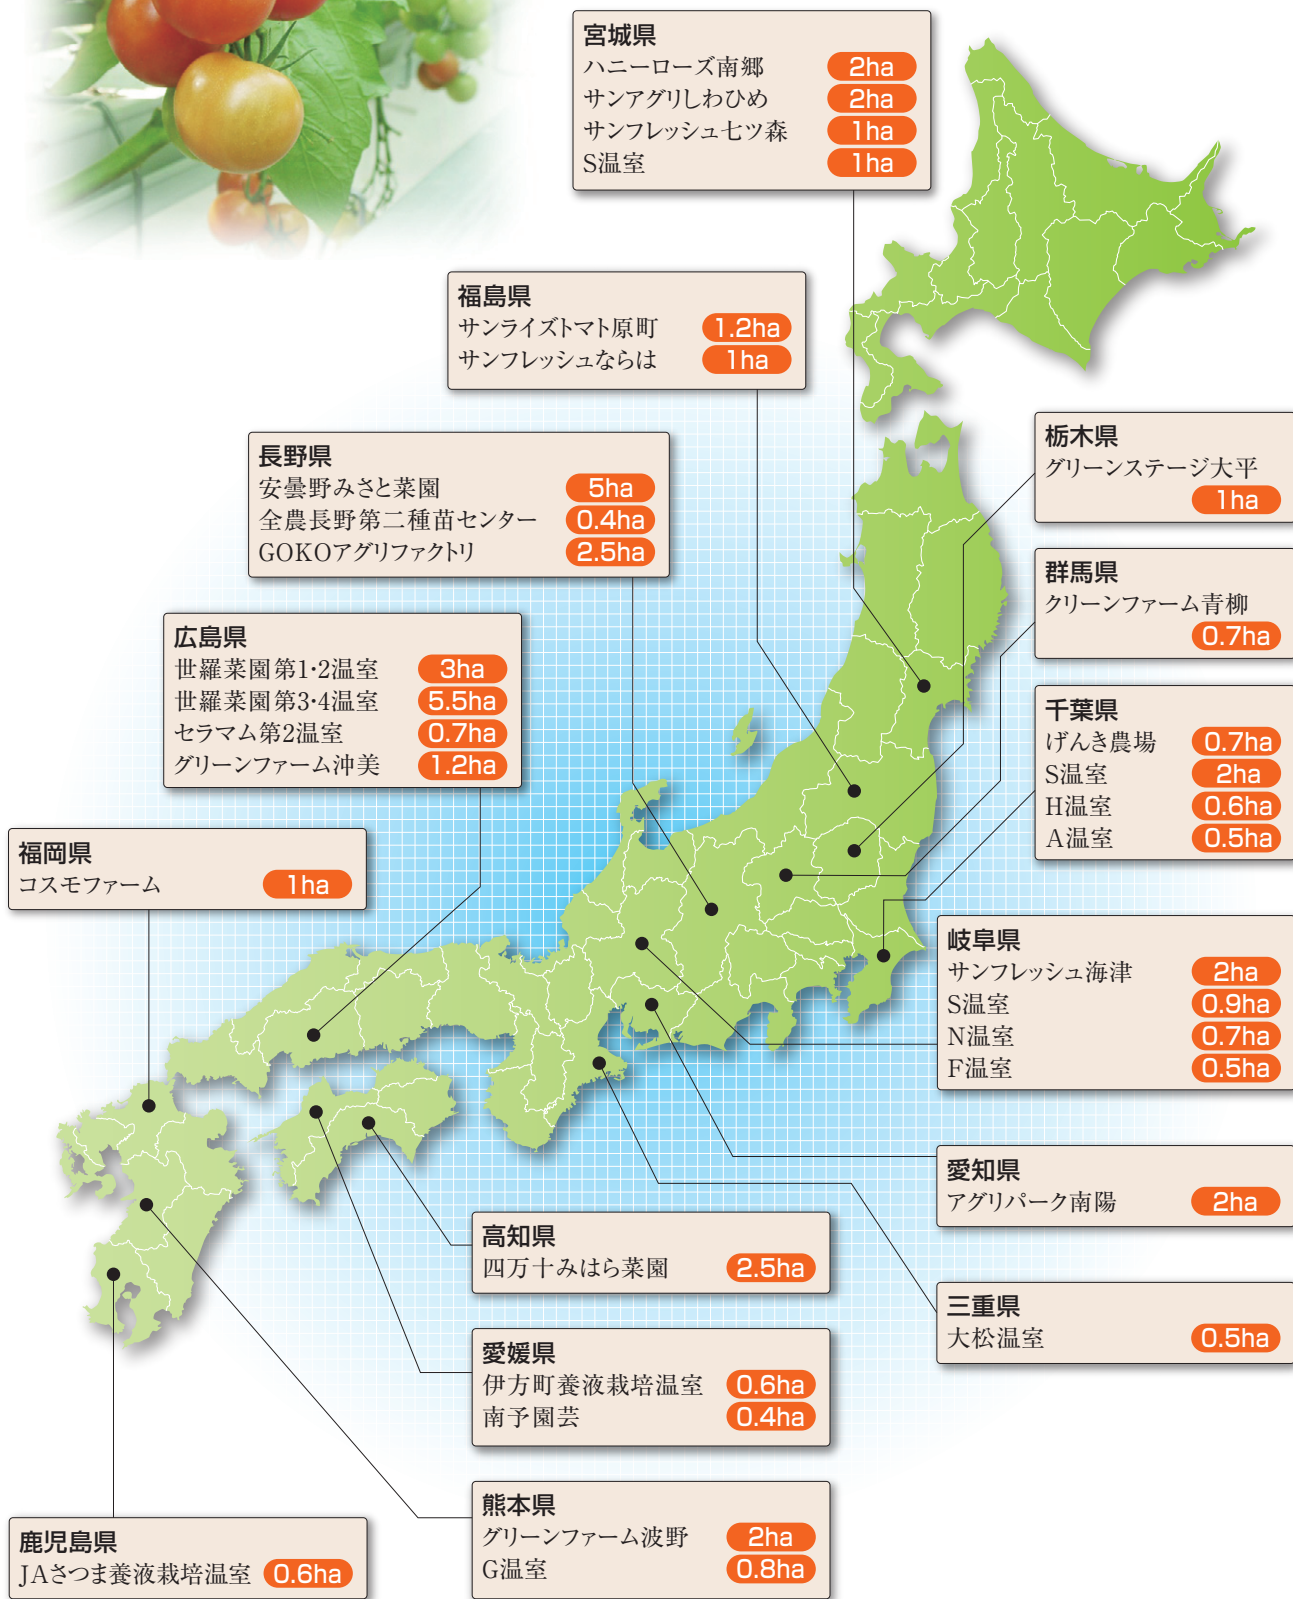 宮城県
ハニーローズ南郷 2ha
サンアグリしわひめ 2ha
サンフレッシュ七ツ森 1ha
S温室 1ha
福島県
サンライズトマト原町 1.2ha
サンフレッシュならは 1ha
長野県
安曇野みさと菜園 5ha
全農長野第二種苗センター 0.4ha
GOKOアグリファクトリ 2.5ha
栃木県
グリーンステージ大平
1ha
群馬県
クリーンファーム青柳
0.7ha
広島県
世羅菜園第1・2温室 3ha
世羅菜園第3・4温室 5.5ha
セラマム第2温室 0.7ha
グリーンファーム沖美 1.2ha
千葉県
げんき農場 0.7ha
S温室 2ha
H温室 0.6ha
A温室 0.5ha
福岡県
コスモファーム 1ha
岐阜県
サンフレッシュ海津 2ha
S温室 0.9ha
N温室 0.7ha
F温室 0.5ha
愛知県
アグリパーク南陽 2ha
高知県
四万十みはら菜園 2.5ha
三重県
大松温室 0.5ha
愛媛県
伊方町養液栽培温室 0.6ha
南予園芸 0.4ha
熊本県
グリーンファーム波野 2ha
G温室 0.8ha
鹿児島県
JAさつま養液栽培温室 0.6ha